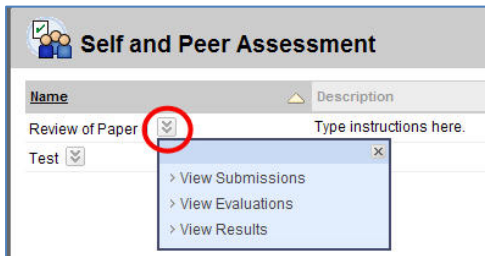 Self and Peer Assessment
Name Description
Review of Paper Type instructions here.
Test
> View Submissions
> View Evaluations
> View Results